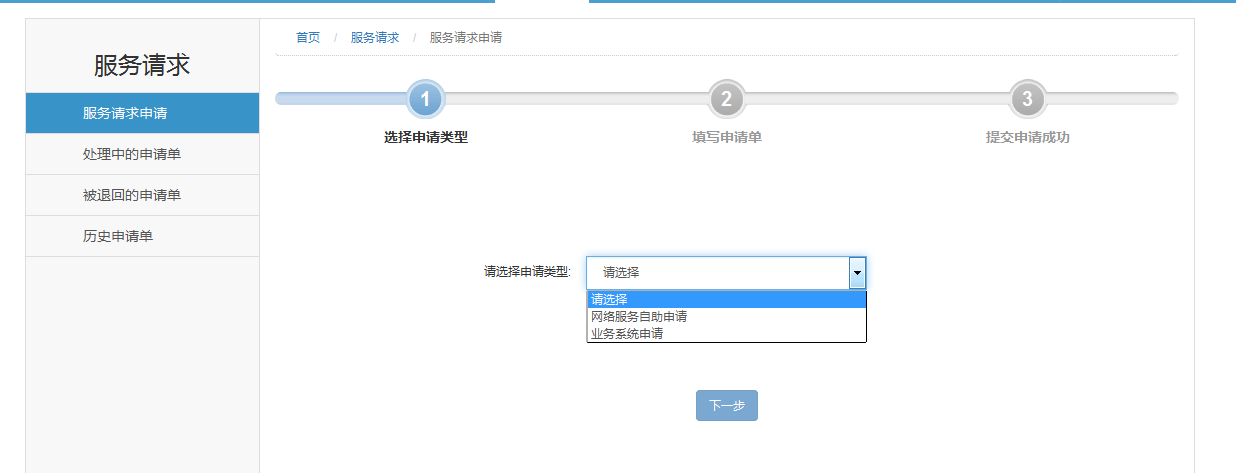 服务请求
服务请求申请
处理中的申请单
被退回的申请单
历史申请单
首页 / 服务请求 / 服务请求申请
1 2 3
选择申请类型 填写申请单 提交申请成功
请选择申请类型: 请选择
请选择
网络服务自助申请
业务系统申请
下一步